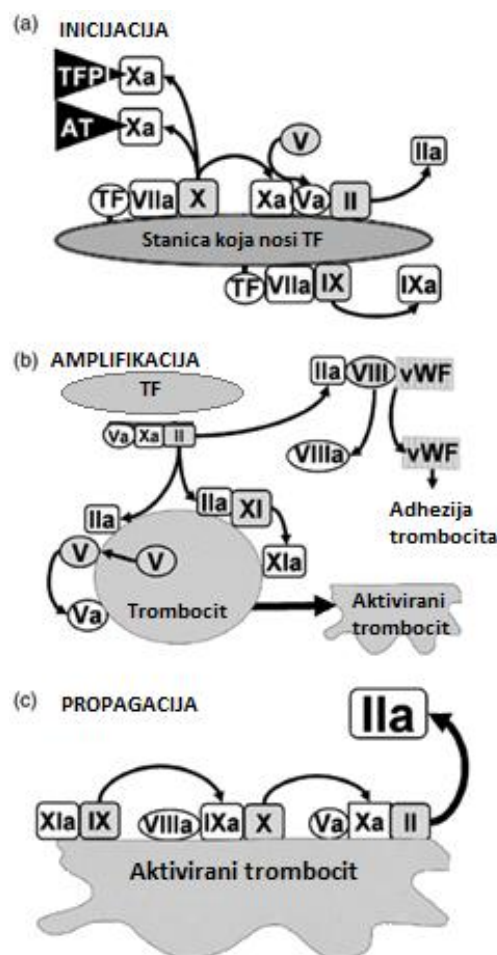 (a) INICIJACIJA
TFPI Xa
AT Xa
V
IIa
TF VIIa X Xa Va II
Stanica koja nosi TF
TF VIIa IX IXa
(b) AMPLIFIKACIJA
TF
IIa VIII vWF
Va Xa II
VIIIa vWF
IIa IIa XI
Adhezija
trombocita
V V
XIa
Va Trombocit
Aktivirani
trombocit
(c) PROPAGACIJA
IIa
XIa IX VIIIa IXa X Va Xa II
Aktivirani trombocit